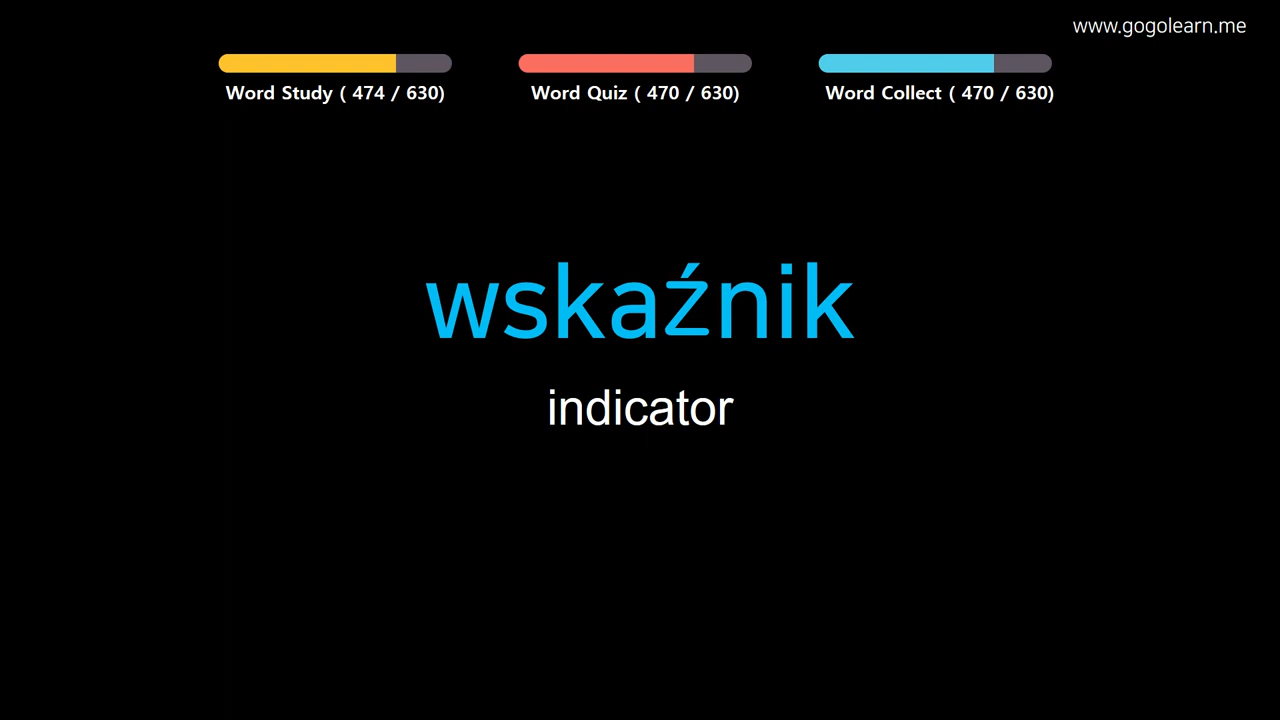 www.gogolearn.me
Word Study ( 474 / 630)
Word Quiz ( 470 / 630)
Word Collect ( 470 / 630)
wskaźnik
indicator